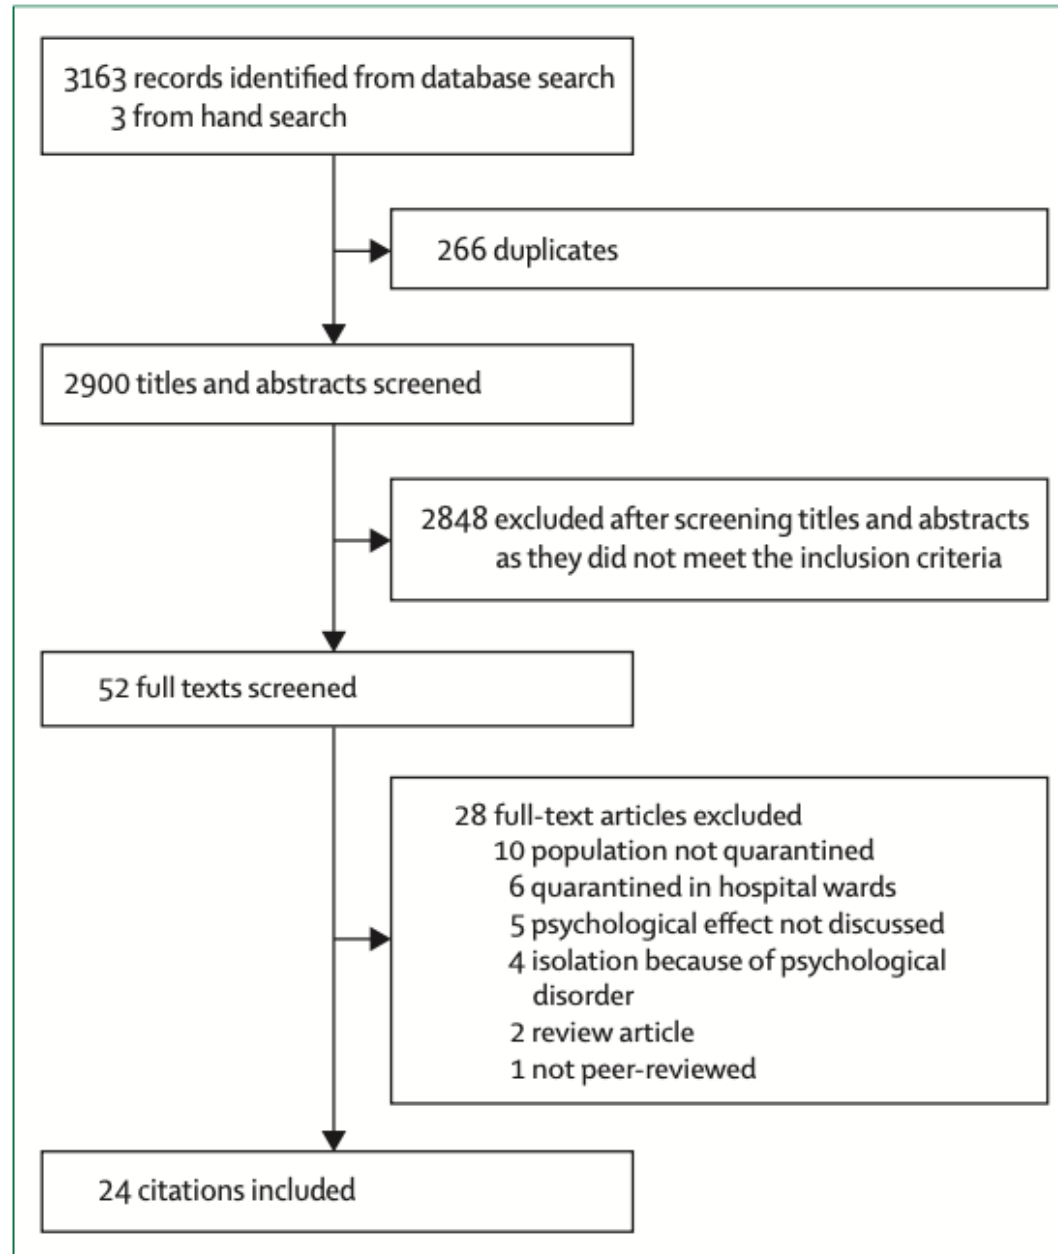 3163 records identified from database search
3 from hand search
266 duplicates
2900 titles and abstracts screened
2848 excluded after screening titles and abstracts
as they did not meet the inclusion criteria
52 full texts screened
28 full-text articles excluded
10 population not quarantined
6 quarantined in hospital wards
5 psychological effect not discussed
4 isolation because of psychological
disorder
2 review article
1 not peer-reviewed
24 citations included